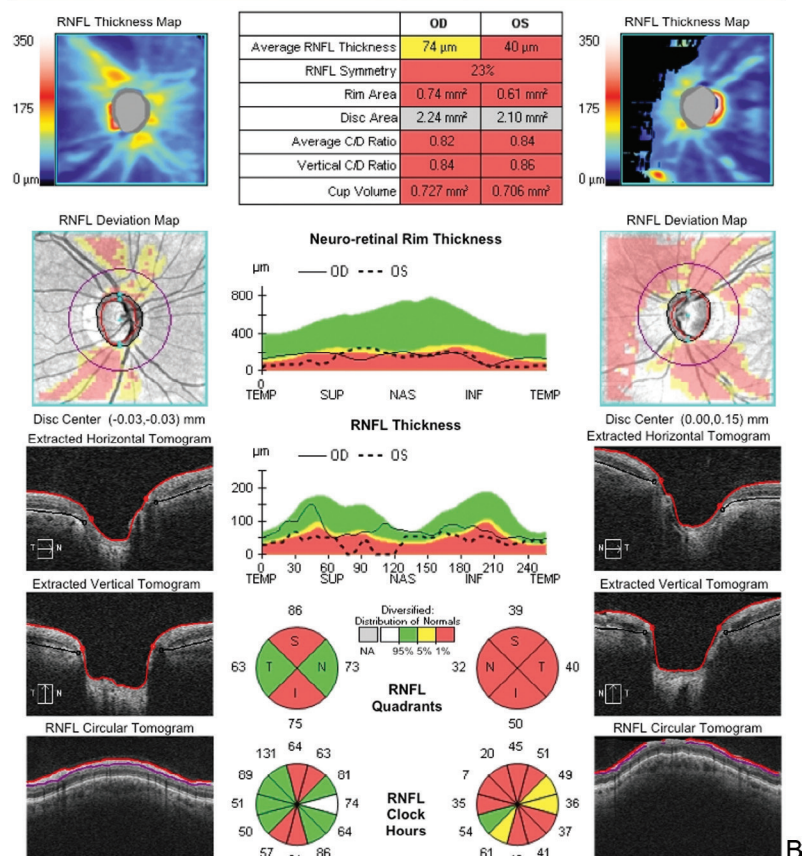 RNFL Thickness Map
350
175
0 µm
OD OS
Average RNFL Thickness 74 µm 40 µm
RNFL Symmetry 23%
Rim Area 0.74 mm² 0.61 mm²
Disc Area 2.24 mm² 2.10 mm²
Average C/D Ratio 0.82 0.84
Vertical C/D Ratio 0.84 0.86
Cup Volume 0.727 mm³ 0.706 mm³
RNFL Thickness Map
350
175
0 µm
RNFL Deviation Map
Disc Center (-0.03,-0.03) mm
Extracted Horizontal Tomogram
T N
Extracted Vertical Tomogram
T N
RNFL Circular Tomogram
Neuro-retinal Rim Thickness
µm OD OS
800
400
0
0
TEMP SUP NAS INF TEMP
RNFL Thickness
µm OD OS
200
100
0
0 30 60 90 120 150 180 210 240
TEMP SUP NAS INF TEMP
Diversified:
Distribution of Normals
NA 95% 5% 1%
86
63 S T N I 73
75
RNFL
Quadrants
39
32 S N T I 40
50
64
131 63
89 81
51 74
50 64
57 86
RNFL
Clock
Hours
45
20 51
7 49
35 36
54 37
61 41
RNFL Deviation Map
Disc Center (0.00,0.15) mm
Extracted Horizontal Tomogram
N T
Extracted Vertical Tomogram
T N
RNFL Circular Tomogram
B